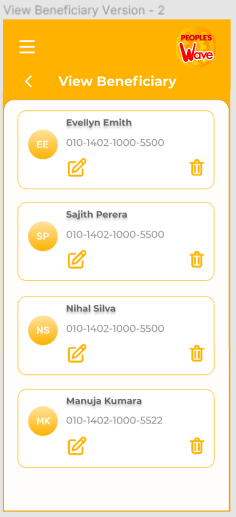 View Beneficiary Version - 2
PEOPLE'S
Wave
View Beneficiary
Evellyn Emith
EE
010-1402-1000-5500
Sajith Perera
SP
010-1402-1000-5500
Nihal Silva
NS
010-1402-1000-5500
Manuja Kumara
MK
010-1402-1000-5522